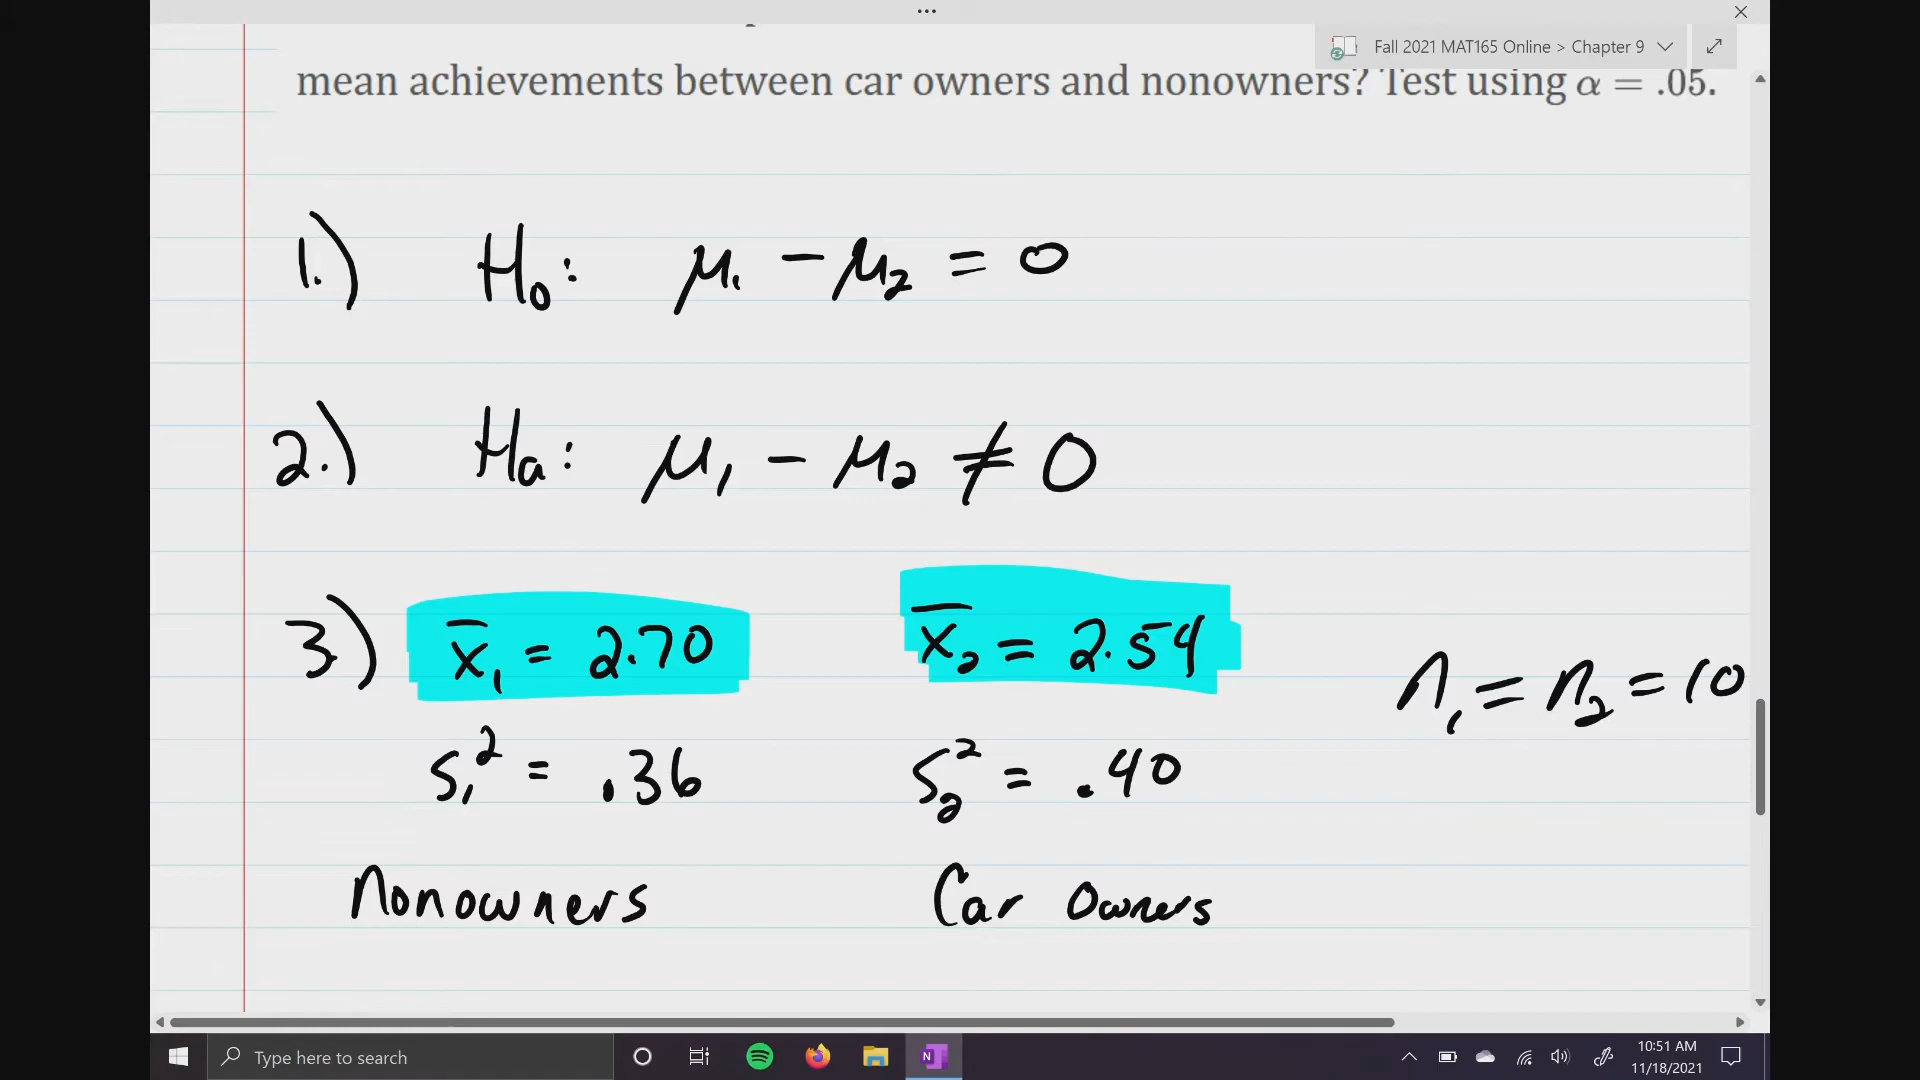 Fall 2021 MAT165 Online > Chapter 9
mean achievements between car owners and nonowners? Test using α = .05.
1.) H₀: μ₁ − μ₂ = 0
2.) Hₐ: μ₁ − μ₂ ≠ 0
3.) x̄₁ = 2.70 x̄₂ = 2.54 n₁ = n₂ = 10
s₁² = .36 s₂² = .40
Nonowners Car Owners
Type here to search
N
10:51 AM
11/18/2021